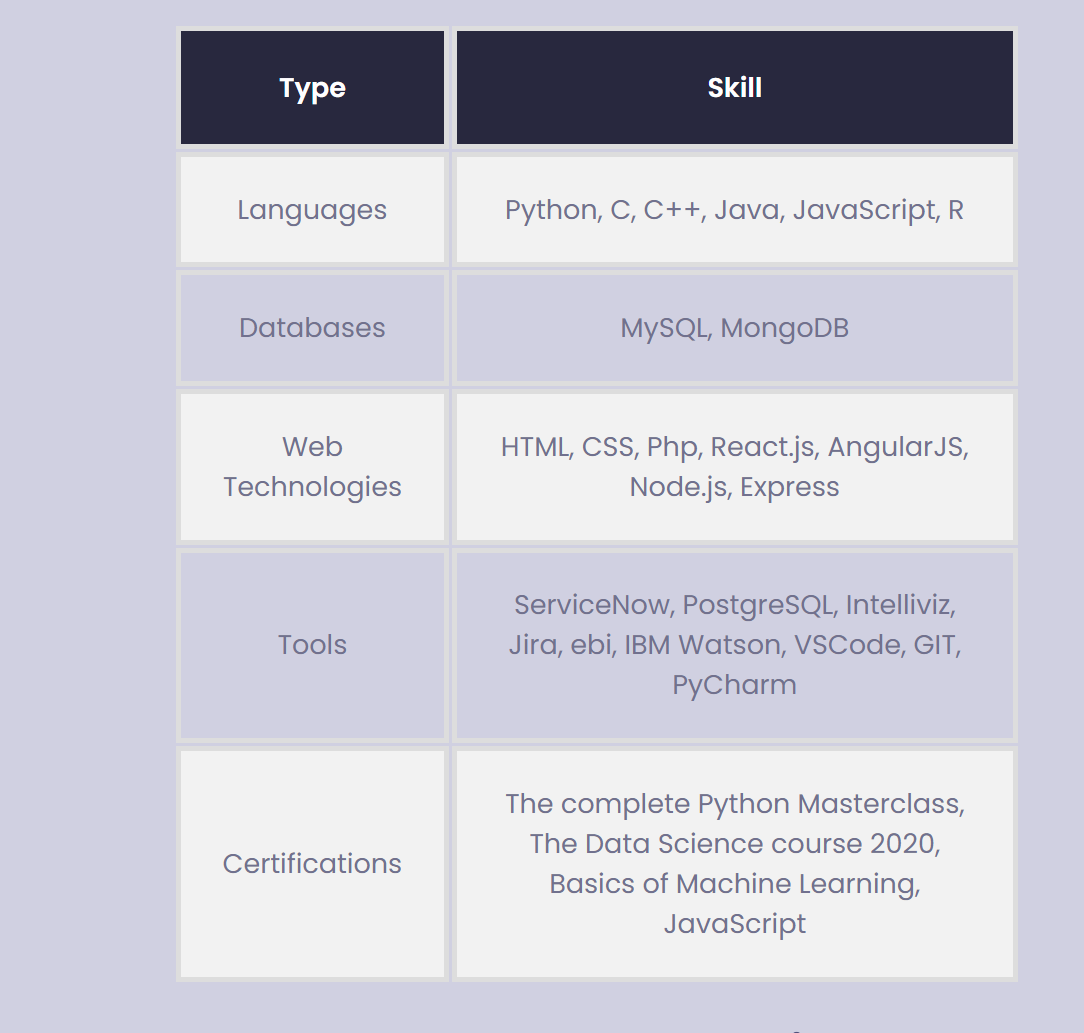 Type Skill
Languages Python, C, C++, Java, JavaScript, R
Databases MySQL, MongoDB
Web
Technologies
HTML, CSS, Php, React.js, AngularJS,
Node.js, Express
Tools
ServiceNow, PostgreSQL, Intelliviz,
Jira, ebi, IBM Watson, VSCode, GIT,
PyCharm
Certifications
The complete Python Masterclass,
The Data Science course 2020,
Basics of Machine Learning,
JavaScript